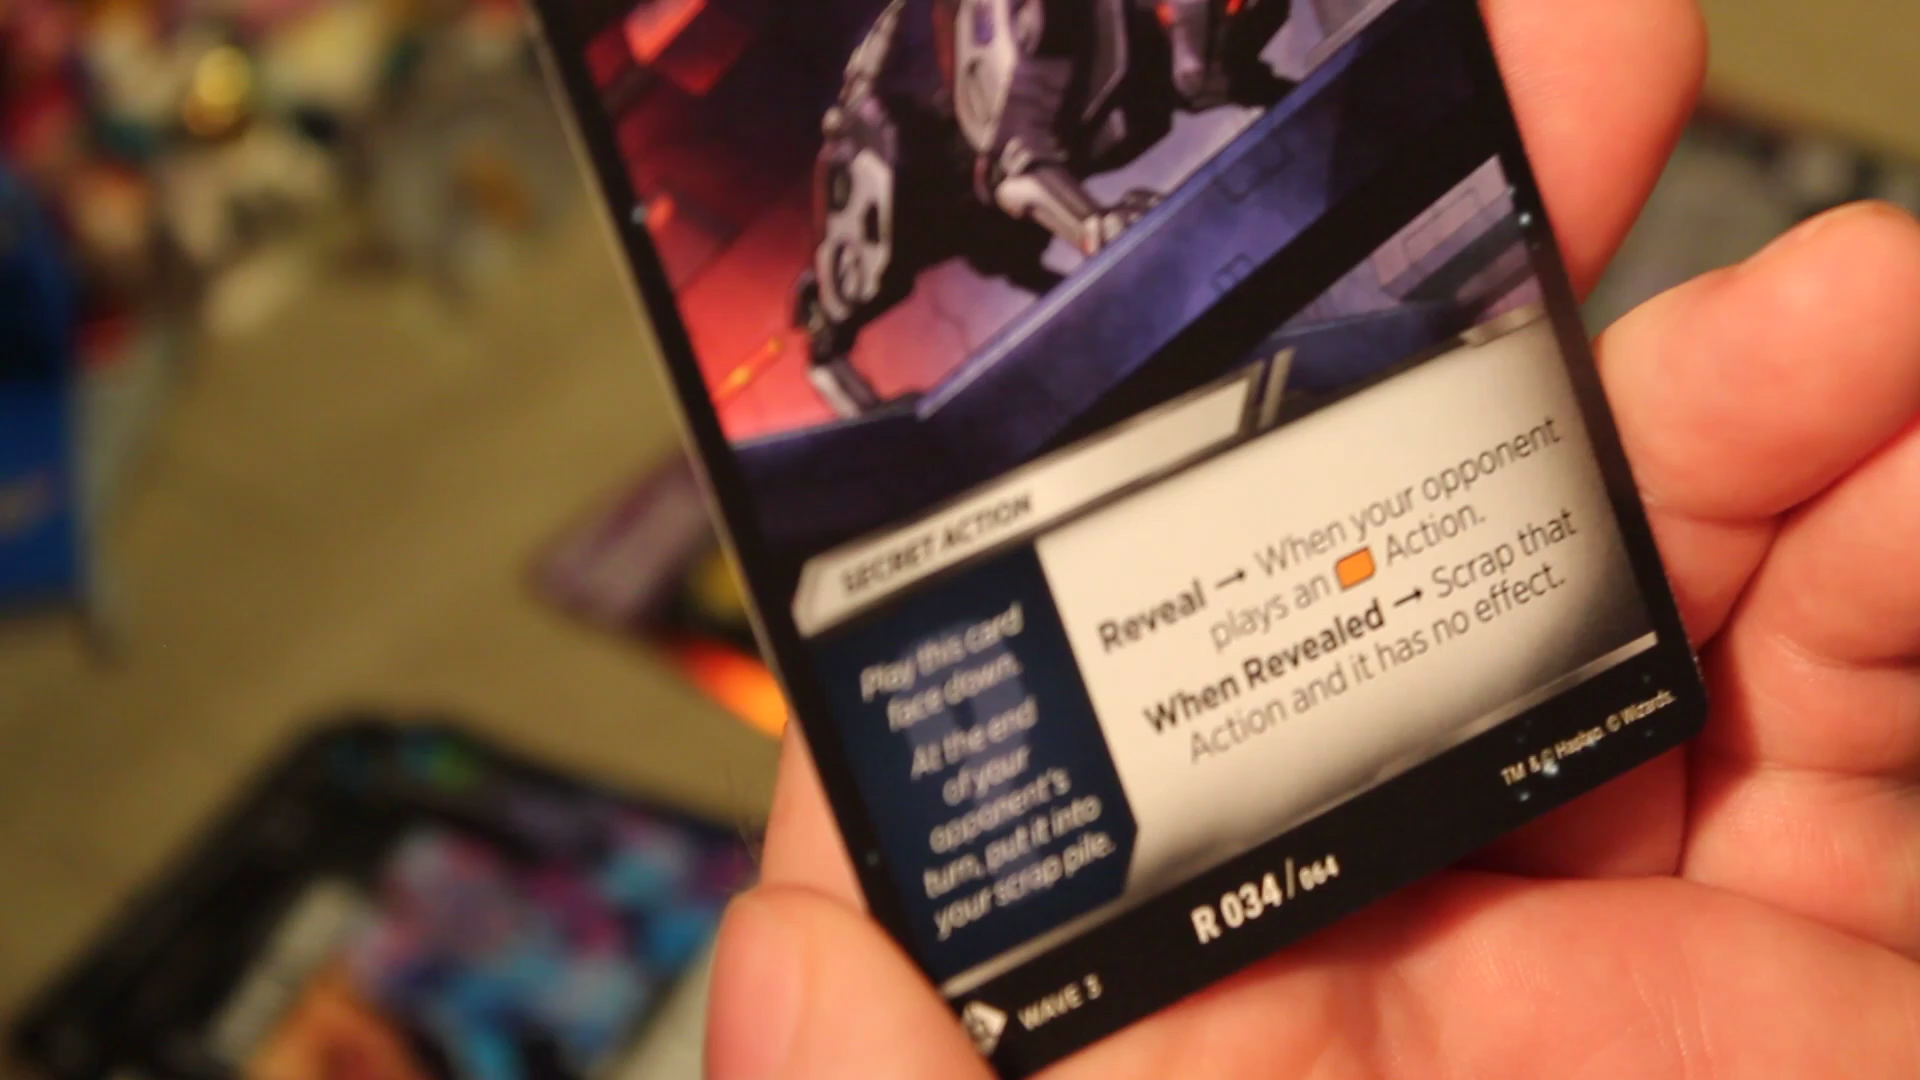 SECRET ACTION
Play this card
face down.
At the end
of your
opponent's
turn, put it into
your scrap pile.
Reveal → When your opponent
plays an Action.
When Revealed → Scrap that
Action and it has no effect.
TM & © Hasbro. © Wizards.
R 034/064
WAVE 3